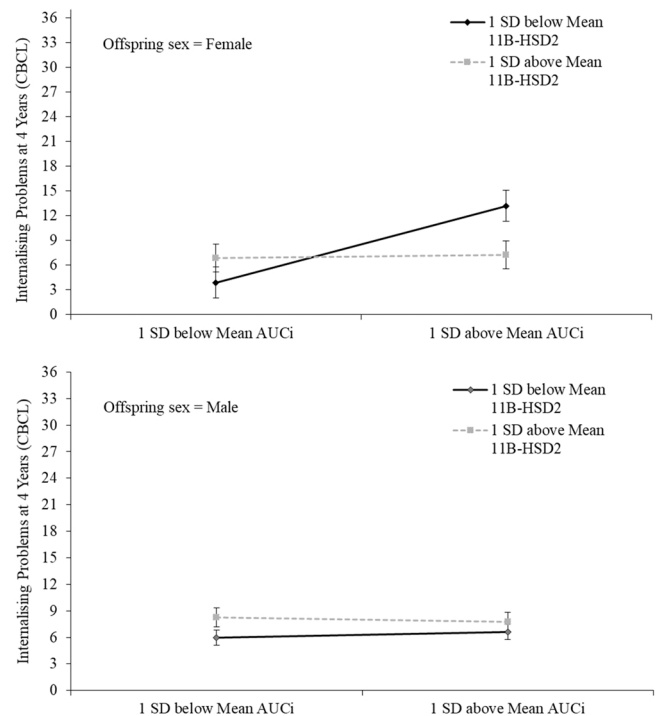 Internalising Problems at 4 Years (CBCL)
36
33
30
27
24
21
18
15
12
9
6
3
0
Offspring sex = Female
1 SD below Mean
11B-HSD2
1 SD above Mean
11B-HSD2
1 SD below Mean AUCi
1 SD above Mean AUCi
Internalising Problems at 4 Years (CBCL)
36
33
30
27
24
21
18
15
12
9
6
3
0
Offspring sex = Male
1 SD below Mean
11B-HSD2
1 SD above Mean
11B-HSD2
1 SD below Mean AUCi
1 SD above Mean AUCi